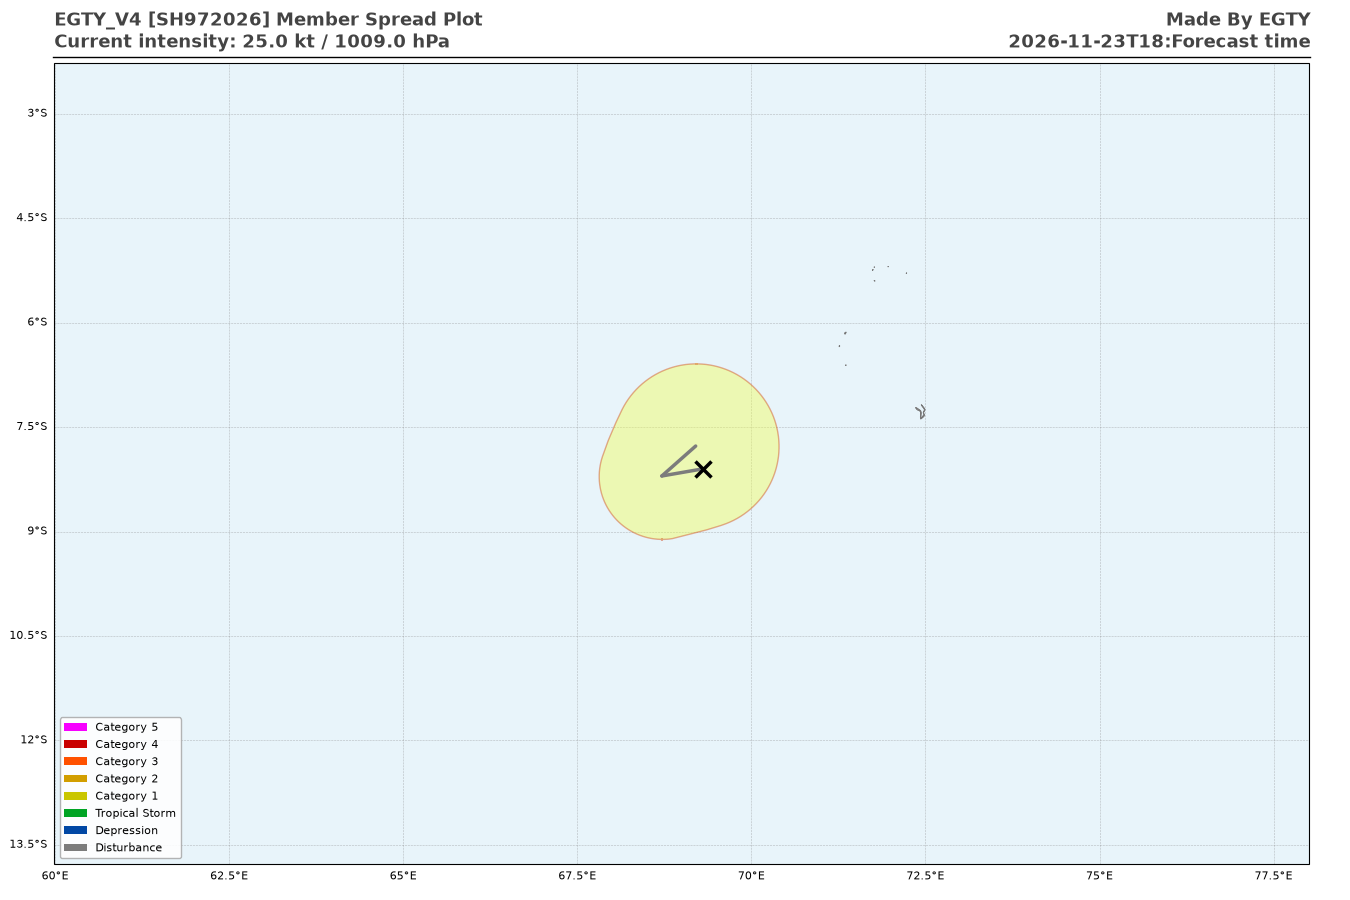 EGTY_V4 [SH972026] Member Spread Plot
Made By EGTY
Current intensity: 25.0 kt / 1009.0 hPa
2026-11-23T18:Forecast time
3°S
4.5°S
6°S
7.5°S
9°S
10.5°S
12°S
13.5°S
Category 5
Category 4
Category 3
Category 2
Category 1
Tropical Storm
Depression
Disturbance
60°E
62.5°E
65°E
67.5°E
70°E
72.5°E
75°E
77.5°E